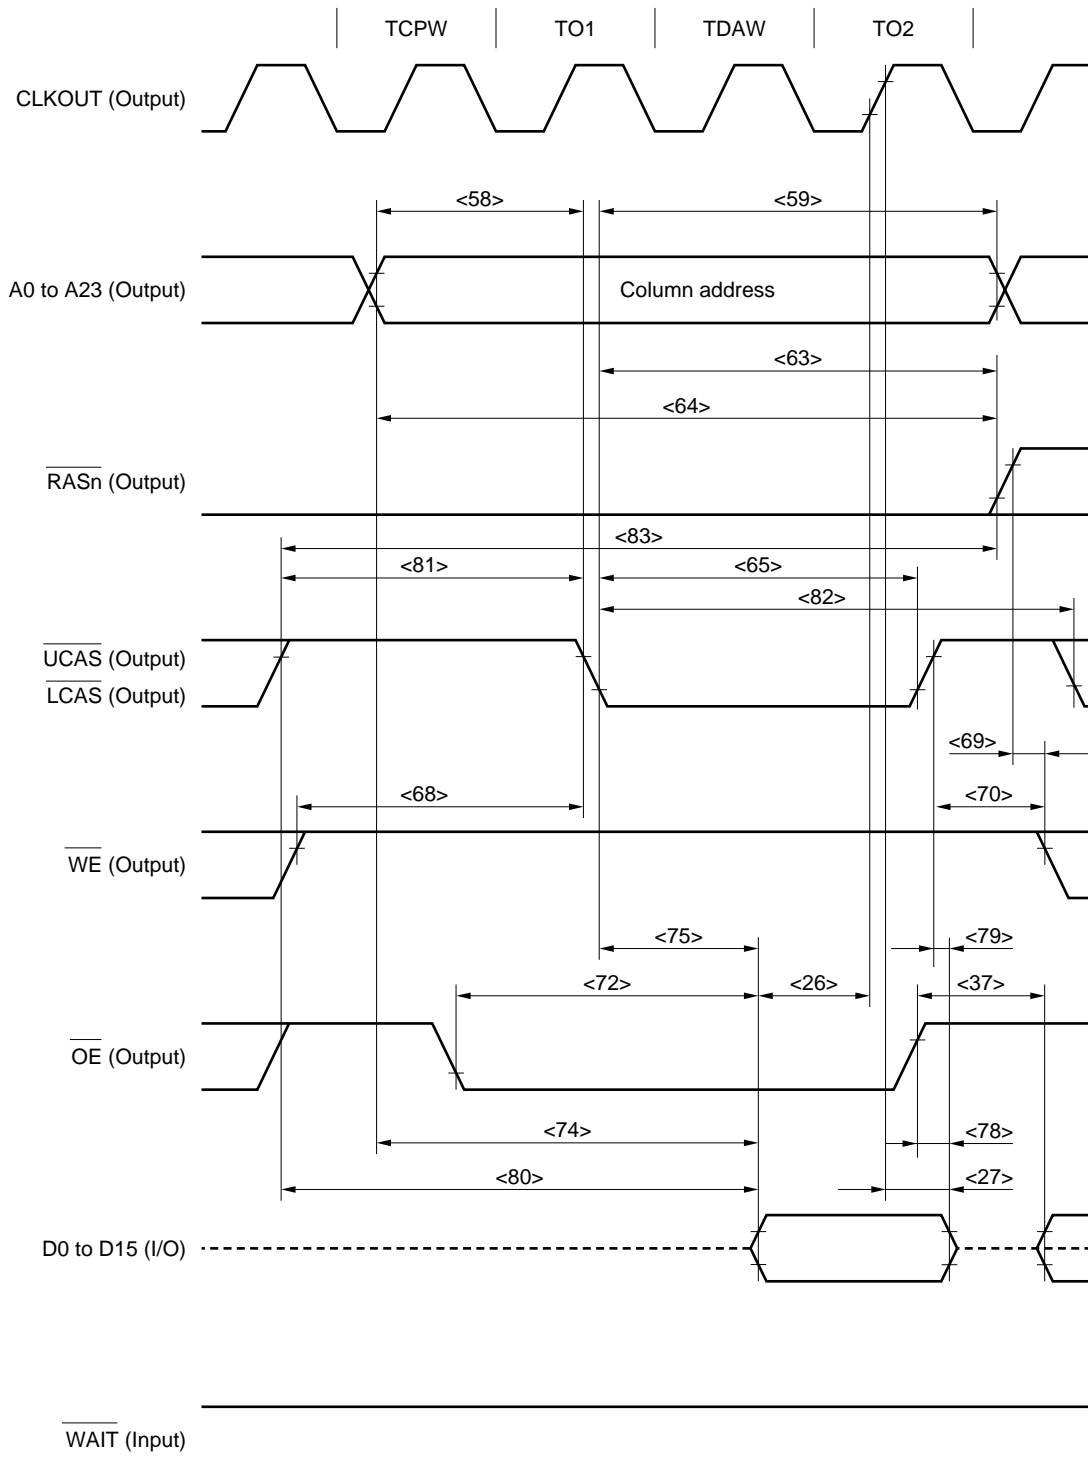 TCPW TO1 TDAW TO2
CLKOUT (Output)
<58> <59>
A0 to A23 (Output) Column address
<63>
<64>
RASn (Output)
<83>
<81> <65>
<82>
UCAS (Output)
LCAS (Output)
<69>
<68> <70>
WE (Output)
<75> <79>
<72> <26> <37>
OE (Output)
<74> <78>
<80> <27>
D0 to D15 (I/O)
WAIT (Input)